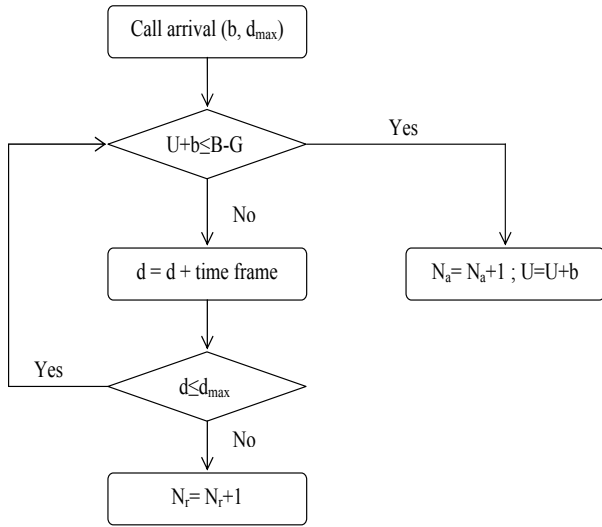 Call arrival (b, dmax)
U+b≤B-G
Yes
No
d = d + time frame
Na= Na+1 ; U=U+b
Yes
d≤dmax
No
Nr= Nr+1